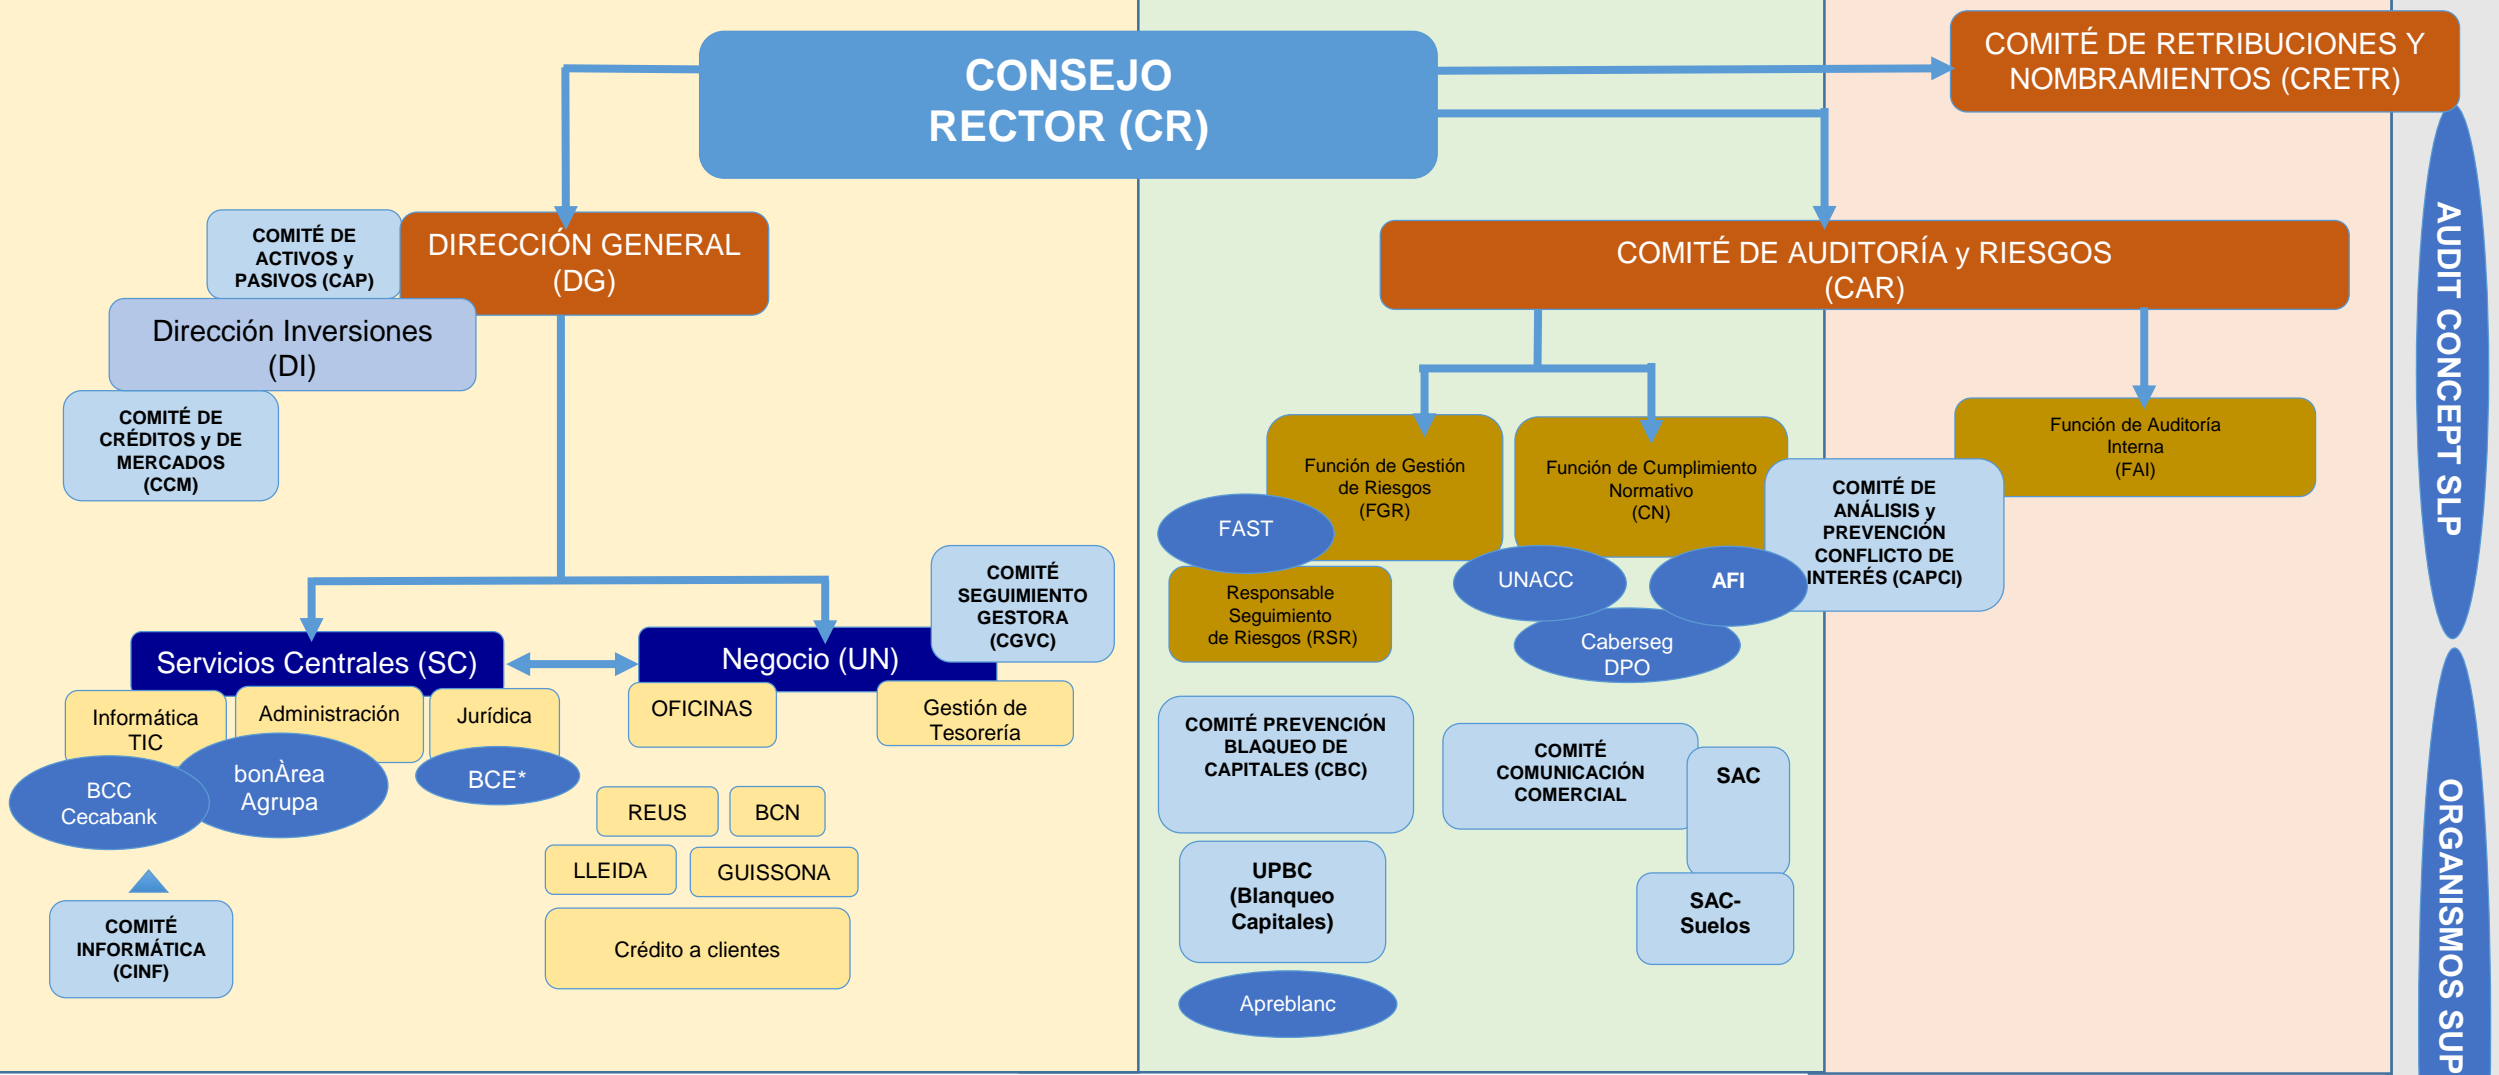 CONSEJO
RECTOR (CR)
COMITÉ DE RETRIBUCIONES Y
NOMBRAMIENTOS (CRETR)
COMITÉ DE
ACTIVOS y
PASIVOS (CAP)
DIRECCIÓN GENERAL
(DG)
Dirección Inversiones
(DI)
COMITÉ DE
CRÉDITOS y DE
MERCADOS
(CCM)
COMITÉ DE AUDITORÍA y RIESGOS
(CAR)
Función de Gestión
de Riesgos
(FGR)
FAST
Responsable
Seguimiento
de Riesgos (RSR)
Función de Cumplimiento
Normativo
(CN)
UNACC
AFI
Caberseg
DPO
COMITÉ DE
ANÁLISIS y
PREVENCIÓN
CONFLICTO DE
INTERÉS (CAPCI)
Función de Auditoría
Interna
(FAI)
COMITÉ
SEGUIMIENTO
GESTORA
(CGVC)
Servicios Centrales (SC)
Negocio (UN)
Informática
TIC
Administración
Jurídica
BCC
Cecabank
bonÀrea
Agrupa
BCE*
COMITÉ
INFORMÁTICA
(CINF)
OFICINAS
Gestión de
Tesorería
REUS
BCN
LLEIDA
GUISSONA
Crédito a clientes
COMITÉ PREVENCIÓN
BLAQUEO DE
CAPITALES (CBC)
UPBC
(Blanqueo
Capitales)
Apreblanc
COMITÉ
COMUNICACIÓN
COMERCIAL
SAC
SAC-
Suelos
AUDIT CONCEPT SLP
ORGANISMOS SUP